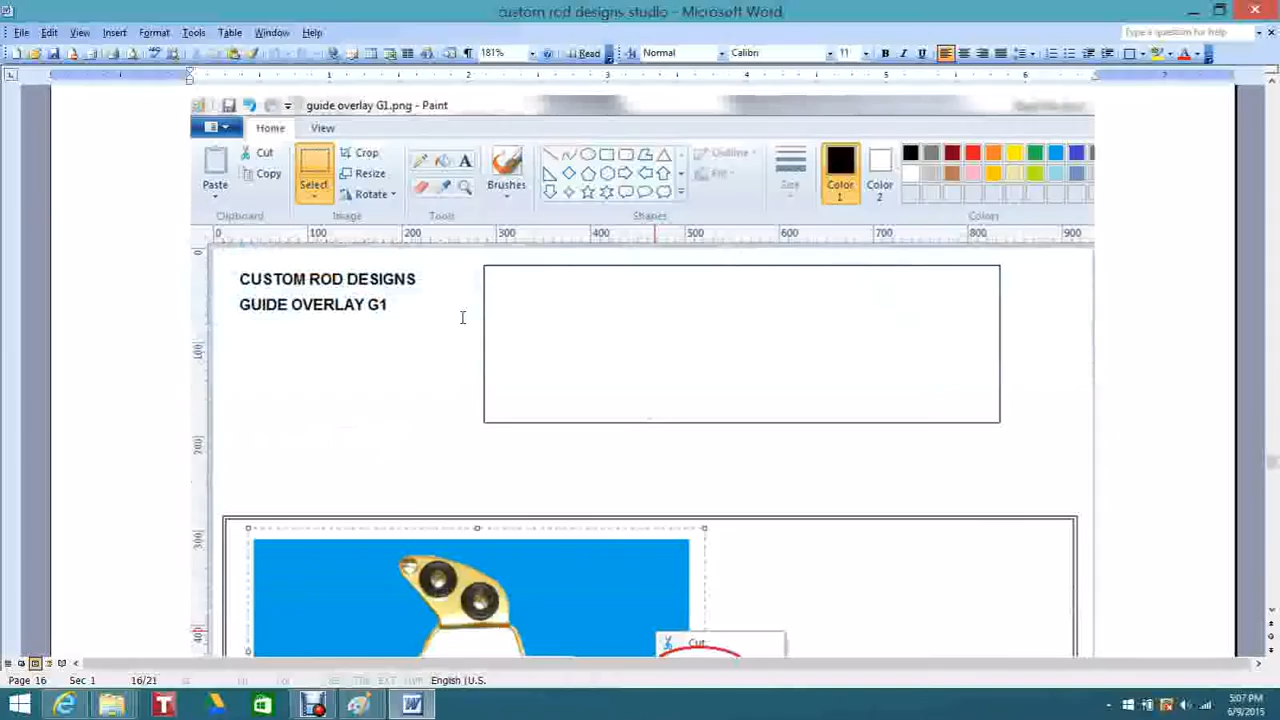 custom rod designs studio - Microsoft Word
File Edit View Insert Format Tools Table Window Help
Type a question for help
181% Read Normal Calibri 11 B I U
guide overlay G1.png - Paint
Home View
Cut
Copy
Paste
Clipboard
Select
Crop
Resize
Rotate
Image
A
Tools
Brushes
Outline
Fill
Shapes
Size
Color 1
Color 2
Colors
0 100 200 300 400 500 600 700 800 900
CUSTOM ROD DESIGNS
GUIDE OVERLAY G1
Cut
Page 16 Sec 1 16/21 English (U.S.
5:07 PM
6/9/2015